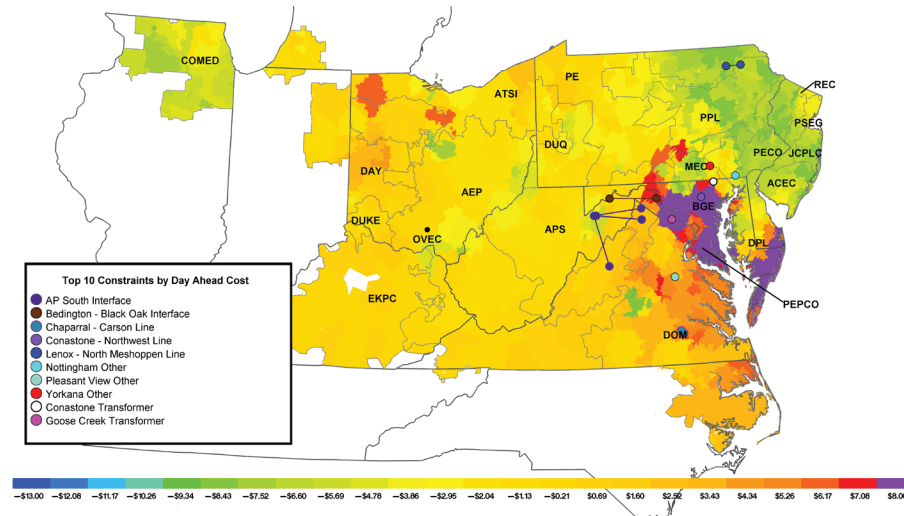 COMED
PE
ATSI
REC
PPL
PSEG
DUQ
PECO
JCPLC
MEC
DAY
ACEC
AEP
BGE
DUKE
APS
OVEC
DPL
Top 10 Constraints by Day Ahead Cost
AP South Interface
Bedington - Black Oak Interface
Chaparral - Carson Line
Conastone - Northwest Line
Lenox - North Meshoppen Line
Nottingham Other
Pleasant View Other
Yorkana Other
Conastone Transformer
Goose Creek Transformer
EKPC
PEPCO
DOM
-$13.00 -$12.08 -$11.17 -$10.26 -$9.34 -$8.43 -$7.52 -$6.60 -$5.69 -$4.78 -$3.86 -$2.95 -$2.04 -$1.13 -$0.21 $0.69 $1.60 $2.52 $3.43 $4.34 $5.26 $6.17 $7.08